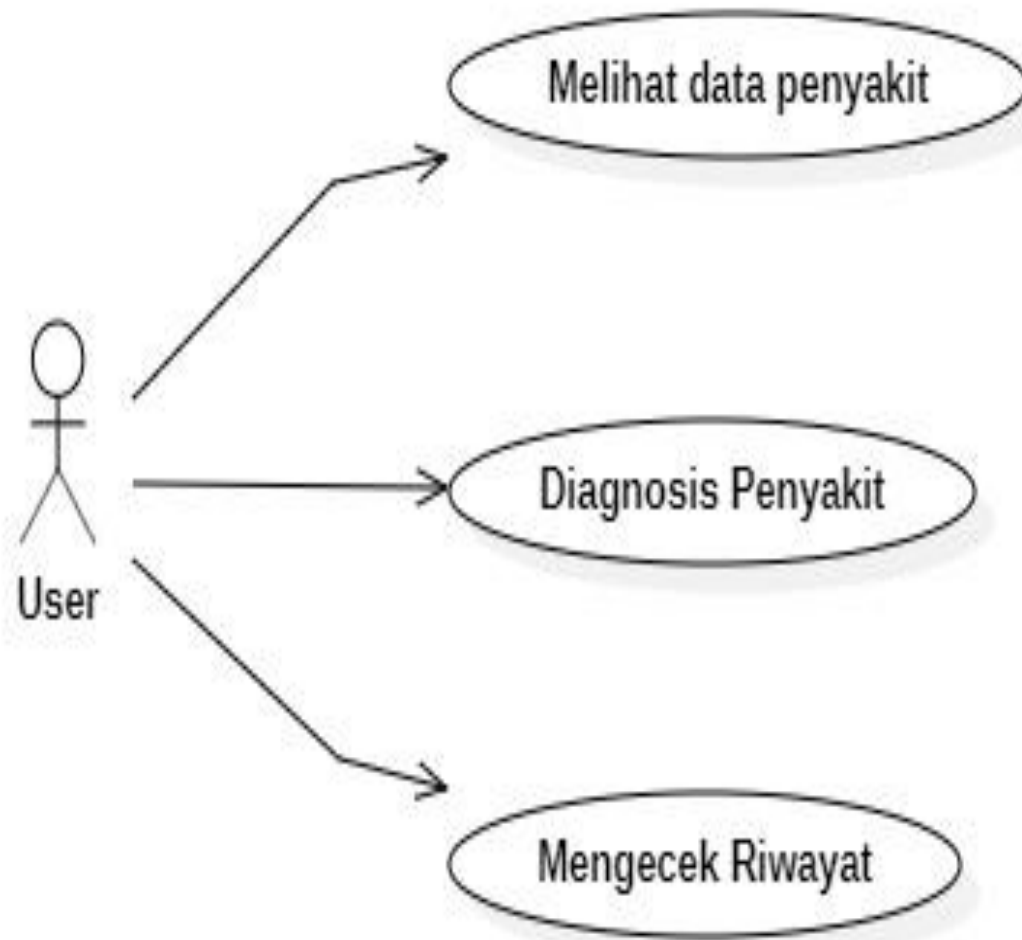 Melihat data penyakit
Diagnosis Penyakit
User
Mengecek Riwayat